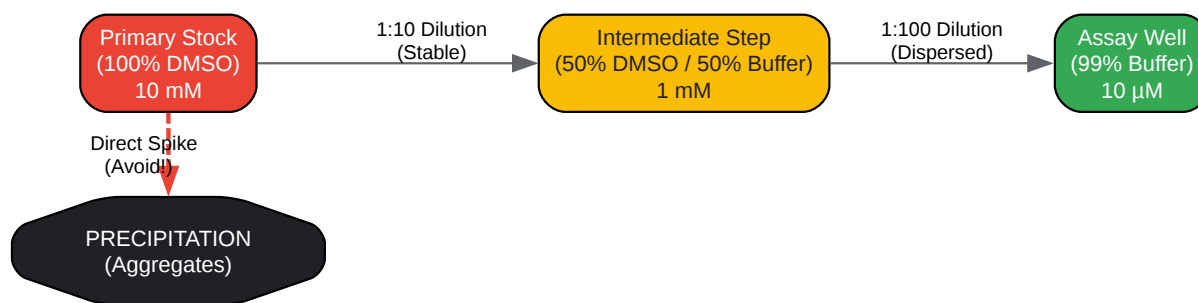 Primary Stock
(100% DMSO)
10 mM
1:10 Dilution
(Stable)
Intermediate Step
(50% DMSO / 50% Buffer)
1 mM
1:100 Dilution
(Dispersed)
Assay Well
(99% Buffer)
10 µM
Direct Spike
(Avoid!)
PRECIPITATION
(Aggregates)